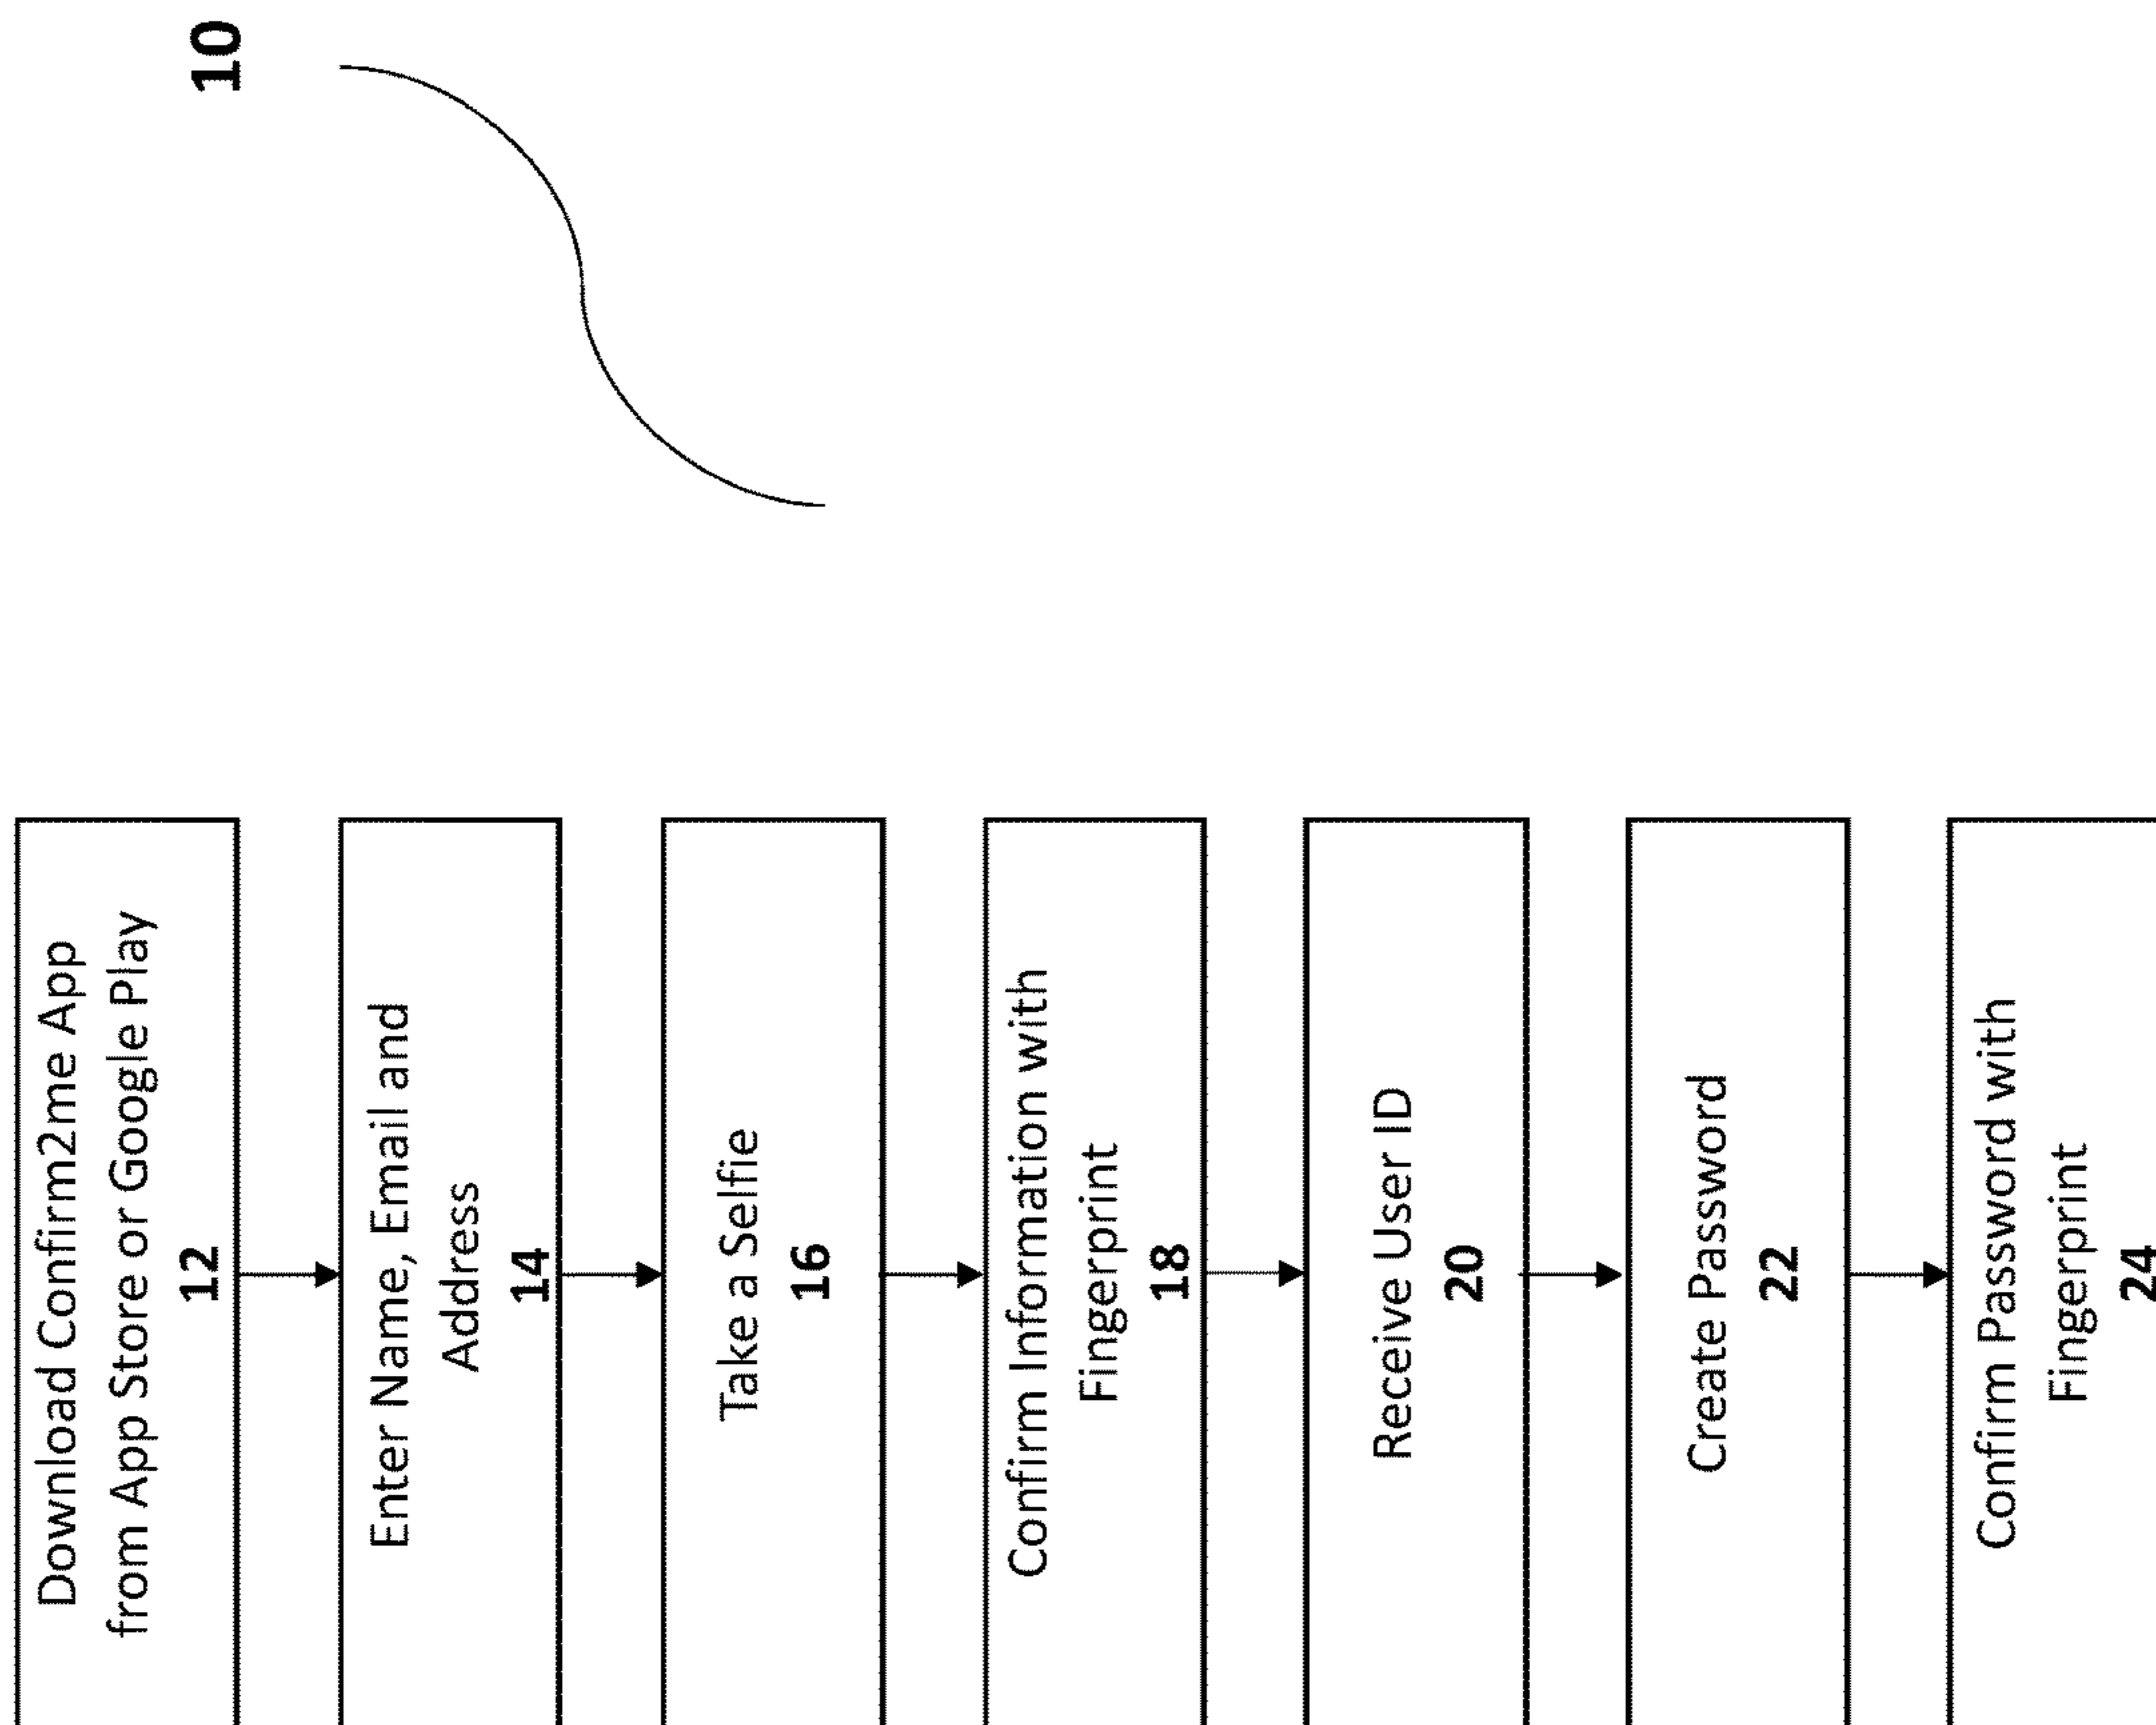 10
Download Confirm2me App
from App Store or Google Play
12
Enter Name, Email and
Address
14
Take a Selfie
16
Confirm Information with
Fingerprint
18
Receive User ID
20
Create Password
22
Confirm Password with
Fingerprint
24